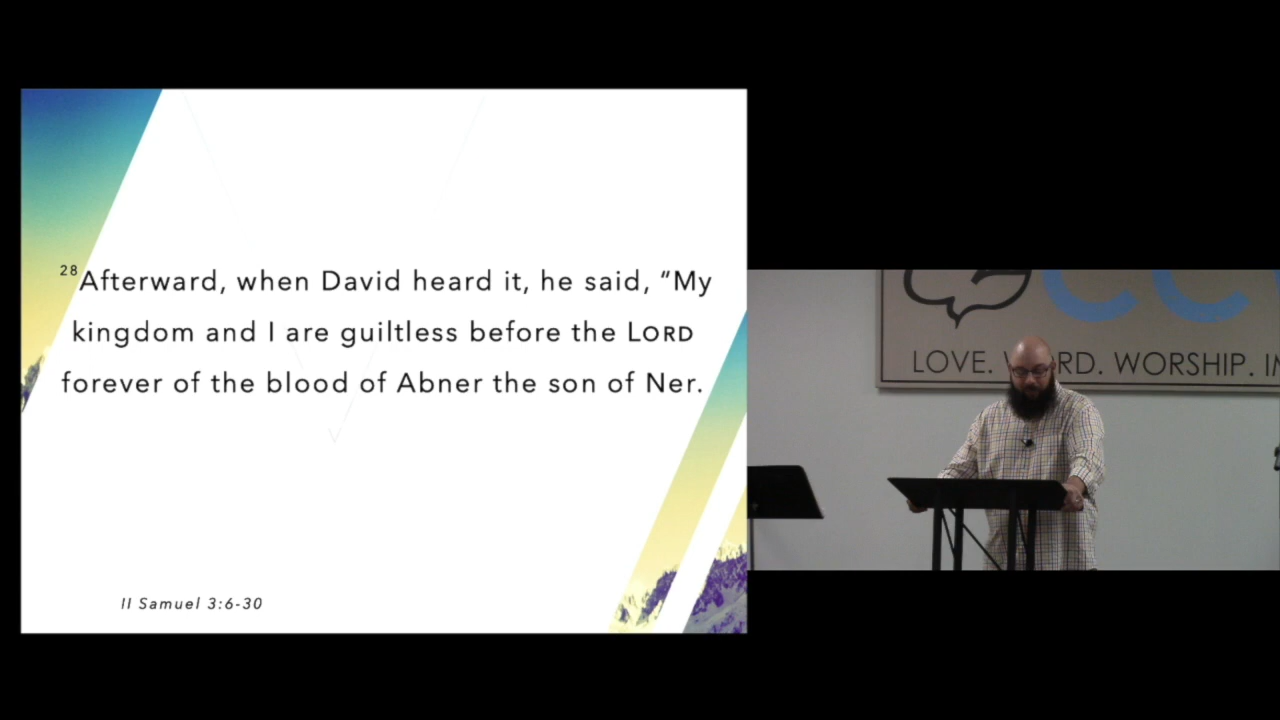 28 Afterward, when David heard it, he said, “My
kingdom and I are guiltless before the LORD
forever of the blood of Abner the son of Ner.
II Samuel 3:6-30
LOVE. WORSHIP.